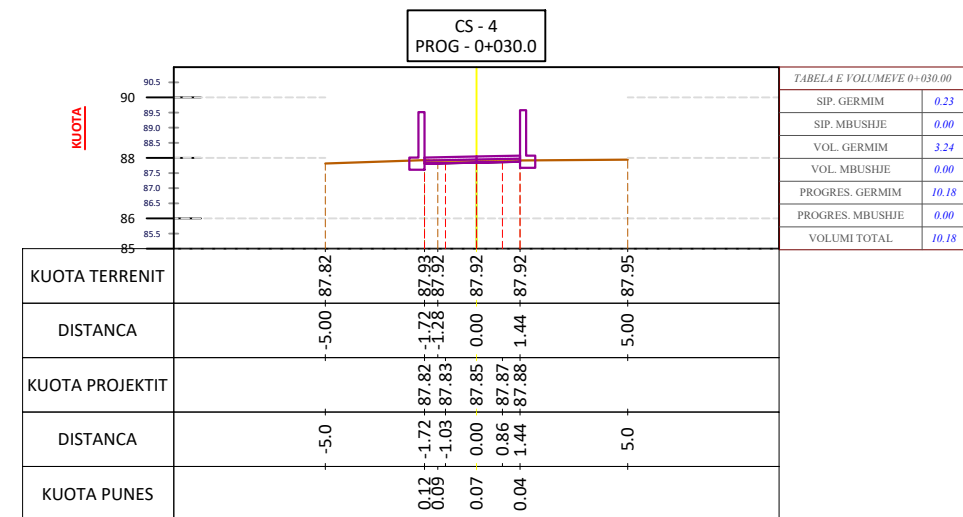 CS - 4
PROG - 0+030.0
KUOTA
90.5
90
89.5
89.0
88.5
88
87.5
87.0
86.5
86
85.5
85
TABELA E VOLUMEVE 0+030.00
SIP. GERMIM 0.23
SIP. MBUSHJE 0.00
VOL. GERMIM 3.24
VOL. MBUSHJE 0.00
PROGRES. GERMIM 10.18
PROGRES. MBUSHJE 0.00
VOLUMI TOTAL 10.18
KUOTA TERRENIT 87.82 87.93 87.92 87.92 87.92 87.95
DISTANCA -5.00 -1.72 -1.28 0.00 1.44 5.00
KUOTA PROJEKTIT 87.82 87.83 87.85 87.87 87.88
DISTANCA -5.0 -1.72 -1.03 0.00 0.86 1.44 5.0
KUOTA PUNES 0.12 0.09 0.07 0.04